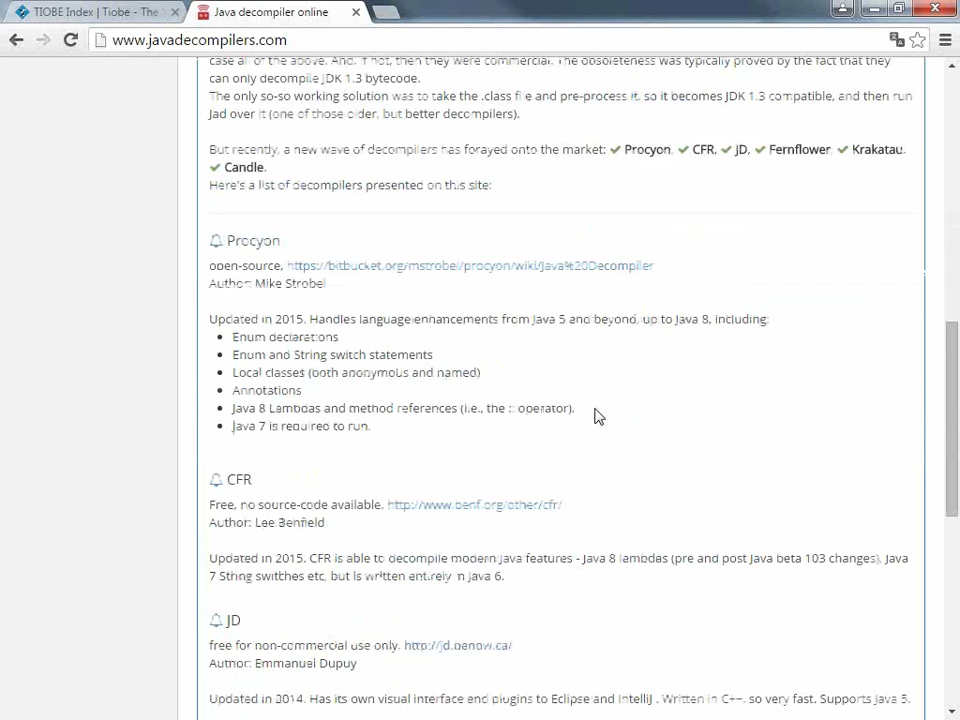 TIOBE Index | Tiobe - The
Java decompiler online
www.javadecompilers.com
case all of the above. And, if not, then they were commercial. The obsoleteness was typically proved by the fact that they
can only decompile JDK 1.3 bytecode.
The only so-so working solution was to take the .class file and pre-process it, so it becomes JDK 1.3 compatible, and then run
Jad over it (one of those older, but better decompilers).
But recently, a new wave of decompilers has forayed onto the market: ✔ Procyon, ✔ CFR, ✔ JD, ✔ Fernflower, ✔ Krakatau,
✔ Candle.
Here's a list of decompilers presented on this site:
Procyon
open-source, https://bitbucket.org/mstrobel/procyon/wiki/Java%20Decompiler
Author: Mike Strobel
Updated in 2015. Handles language enhancements from Java 5 and beyond, up to Java 8, including:
• Enum declarations
• Enum and String switch statements
• Local classes (both anonymous and named)
• Annotations
• Java 8 Lambdas and method references (i.e., the :: operator).
• Java 7 is required to run.
CFR
Free, no source-code available, http://www.benf.org/other/cfr/
Author: Lee Benfield
Updated in 2015. CFR is able to decompile modern Java features - Java 8 lambdas (pre and post Java beta 103 changes), Java
7 String switches etc, but is written entirely in Java 6.
JD
free for non-commercial use only, http://jd.benow.ca/
Author: Emmanuel Dupuy
Updated in 2014. Has its own visual interface and plugins to Eclipse and IntelliJ . Written in C++, so very fast. Supports Java 5.